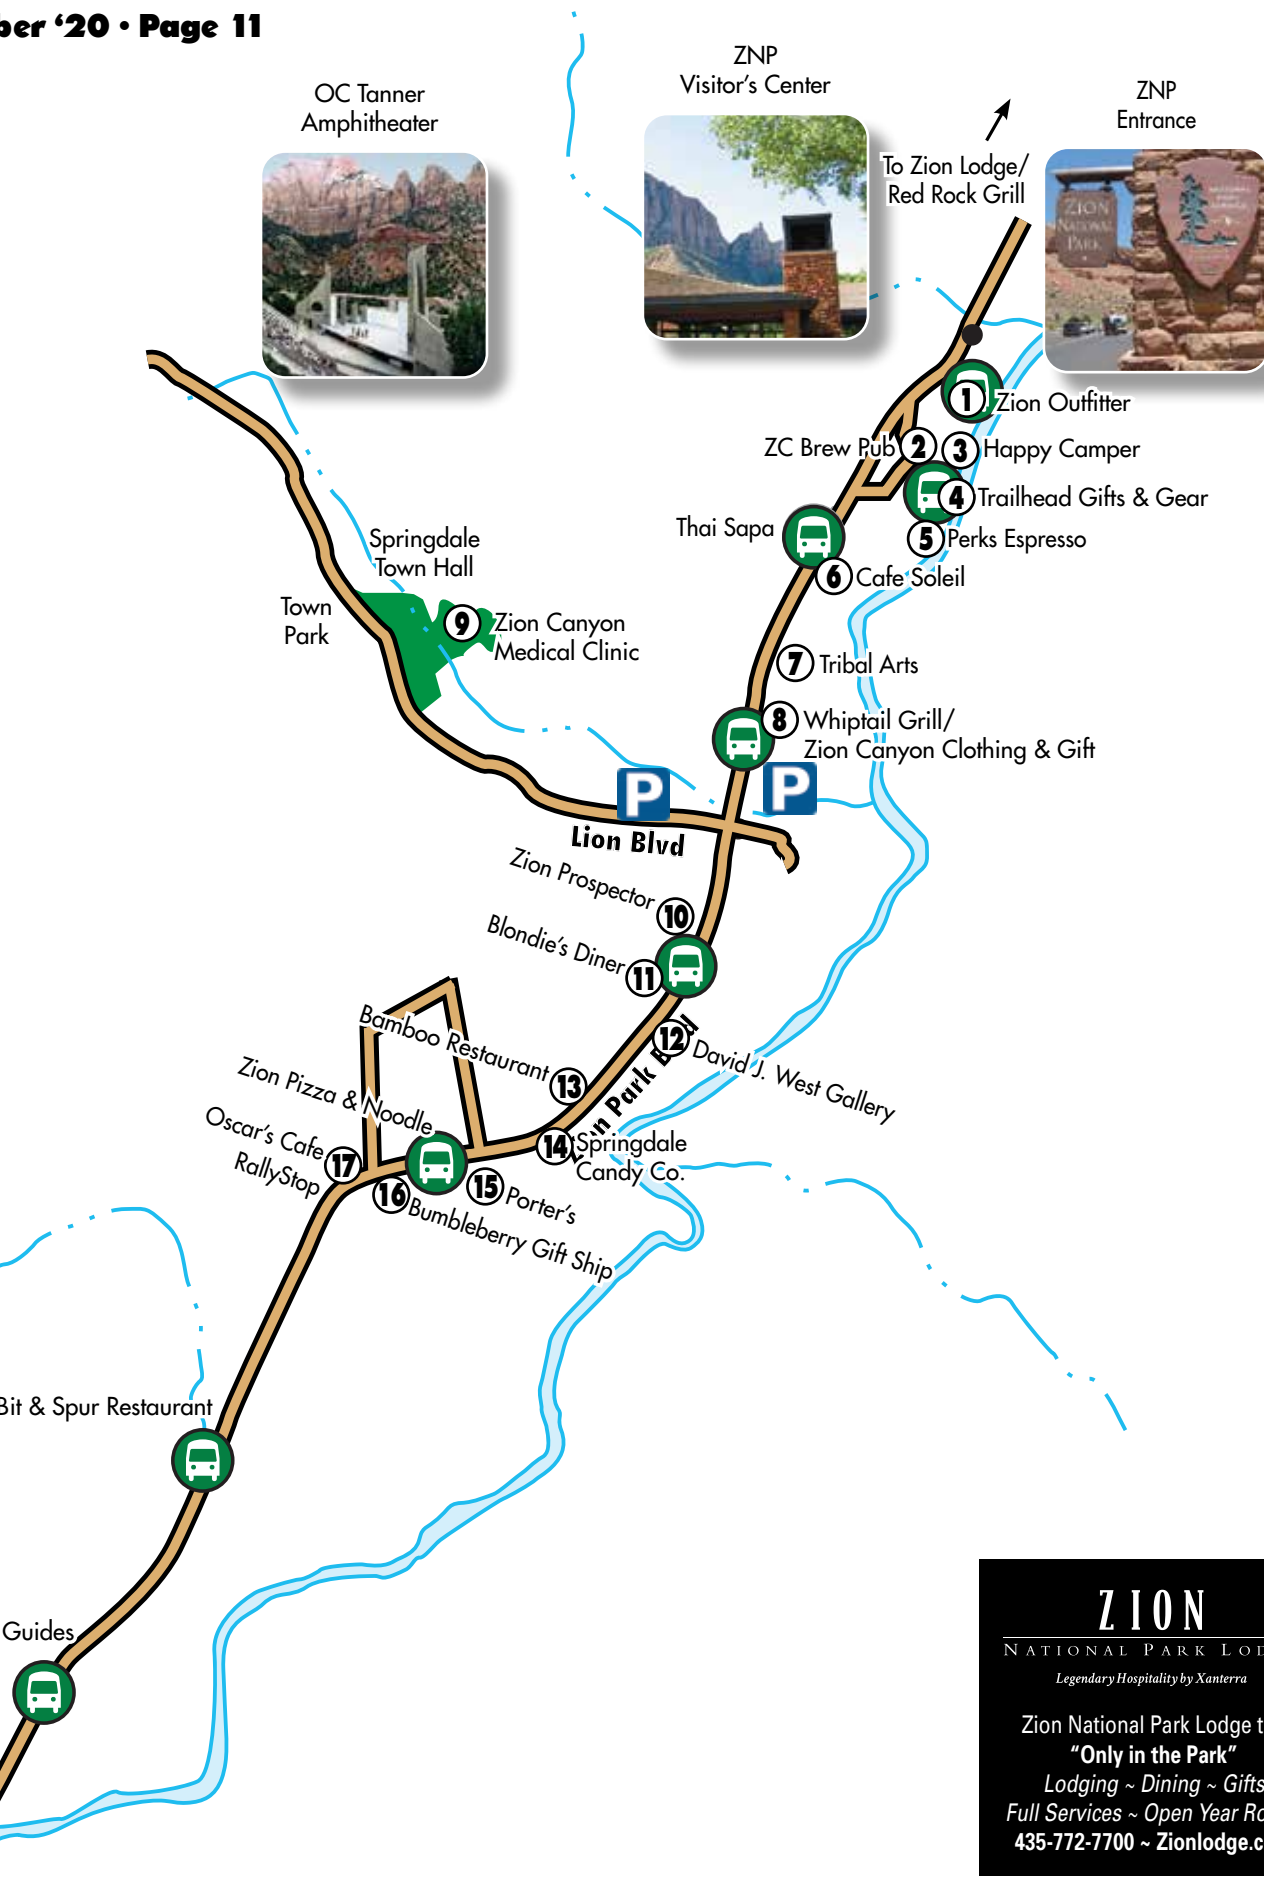 ber ‘20 • Page 11
OC Tanner
Amphitheater
ZNP
Visitor’s Center
ZNP
Entrance
To Zion Lodge/
Red Rock Grill
ZION
NATIONAL
PARK
1 Zion Outfitter
ZC Brew Pub 2
3 Happy Camper
4 Trailhead Gifts & Gear
Thai Sapa
5 Perks Espresso
6 Cafe Soleil
Springdale
Town Hall
Town
Park
9 Zion Canyon
Medical Clinic
7 Tribal Arts
8 Whiptail Grill/
Zion Canyon Clothing & Gift
P
P
Lion Blvd
Zion Prospector 10
Blondie’s Diner 11
12 David J. West Gallery
Park
Bamboo Restaurant 13
Zion Pizza & Noodle
14 Springdale
Candy Co.
Oscar’s Cafe 17
RallyStop
15 Porter’s
16 Bumbleberry Gift Ship
Bit & Spur Restaurant
Guides
ZION
NATIONAL PARK LOD
Legendary Hospitality by Xanterra
Zion National Park Lodge t
“Only in the Park”
Lodging ~ Dining ~ Gifts
Full Services ~ Open Year Ro
435-772-7700 ~ Zionlodge.c